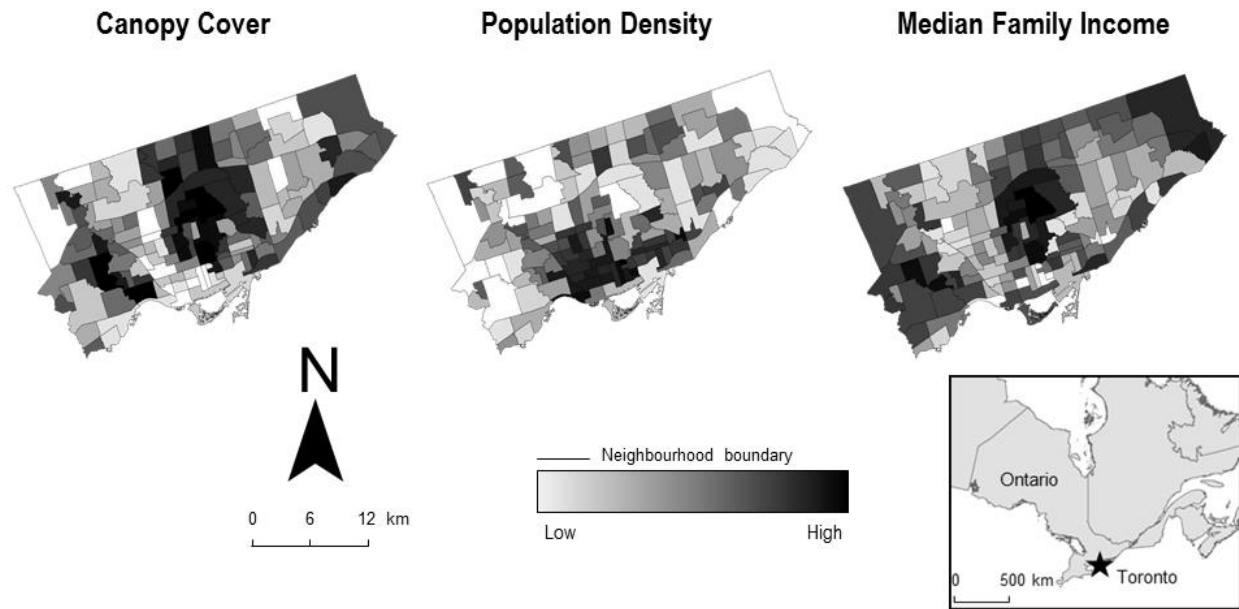 Canopy Cover
Population Density
Median Family Income
N
Neighbourhood boundary
0 6 12 km
Low High
Ontario
0 500 km
Toronto